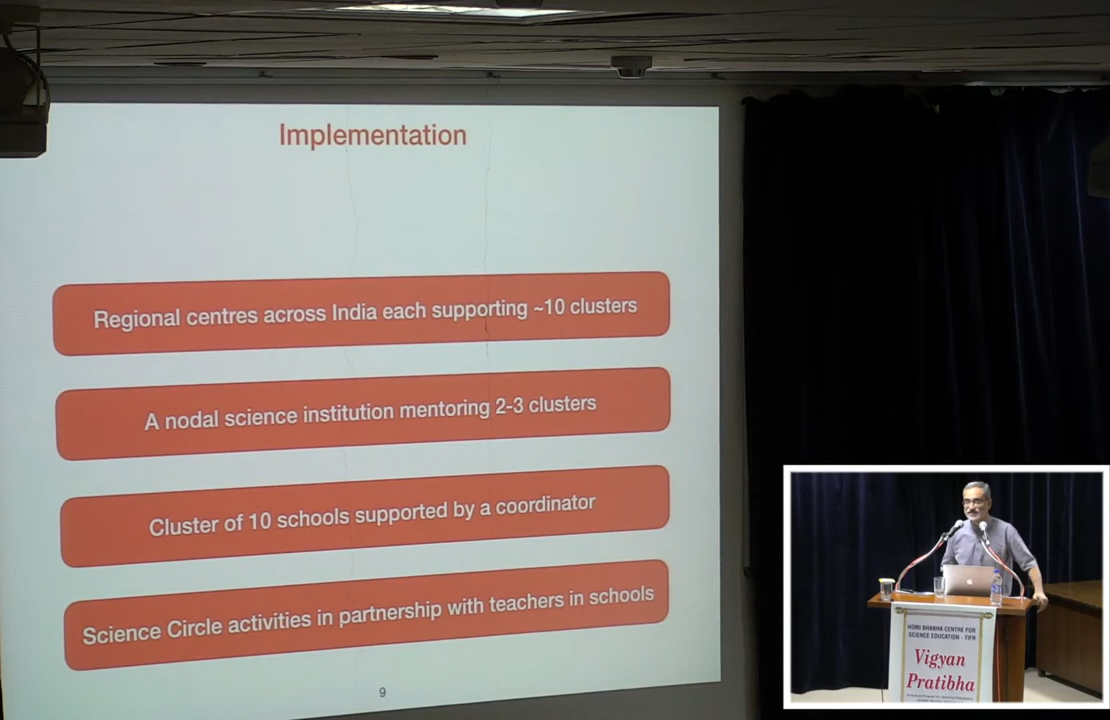 Implementation
Regional centres across India each supporting ~10 clusters
A nodal science institution mentoring 2-3 clusters
Cluster of 10 schools supported by a coordinator
Science Circle activities in partnership with teachers in schools
9
HOMI BHABHA CENTRE FOR
SCIENCE EDUCATION - TIFR
Vigyan
Pratibha